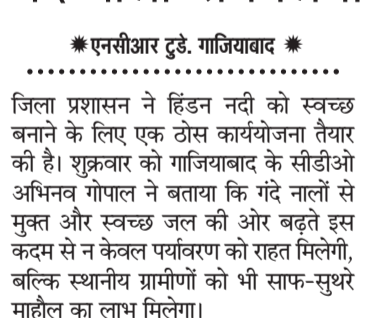 ✷ एनसीआर टुडे. गाजियाबाद ✷
जिला प्रशासन ने हिंडन नदी को स्वच्छ
बनाने के लिए एक ठोस कार्ययोजना तैयार
की है। शुक्रवार को गाजियाबाद के सीडीओ
अभिनव गोपाल ने बताया कि गंदे नालों से
मुक्त और स्वच्छ जल की ओर बढ़ते इस
कदम से न केवल पर्यावरण को राहत मिलेगी,
बल्कि स्थानीय ग्रामीणों को भी साफ-सुथरे
माहौल का लाभ मिलेगा।